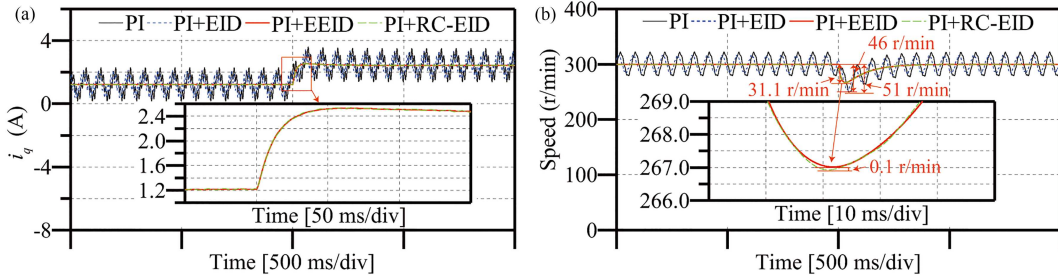 (a)
PI PI+EID PI+EEID PI+RC-EID
i_q (A)
4
0
-4
-8
2.4
2.0
1.6
1.2
Time [50 ms/div]
Time [500 ms/div]
(b)
PI PI+EID PI+EEID PI+RC-EID
Speed (r/min)
400
300
200
100
0
46 r/min
31.1 r/min
51 r/min
269.0
268.0
267.0
266.0
0.1 r/min
Time [10 ms/div]
Time [500 ms/div]